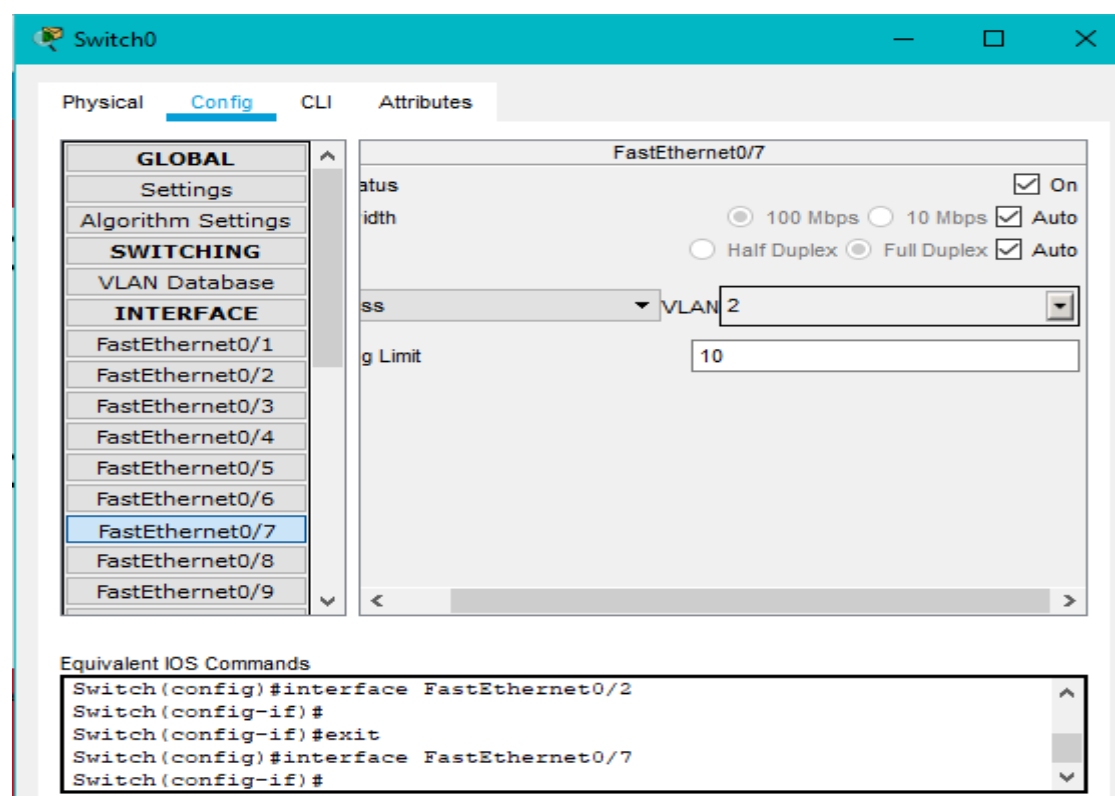 Switch0
Physical Config CLI Attributes
GLOBAL
Settings
Algorithm Settings
SWITCHING
VLAN Database
INTERFACE
FastEthernet0/1
FastEthernet0/2
FastEthernet0/3
FastEthernet0/4
FastEthernet0/5
FastEthernet0/6
FastEthernet0/7
FastEthernet0/8
FastEthernet0/9
FastEthernet0/7
atus On
idth 100 Mbps 10 Mbps Auto
Half Duplex Full Duplex Auto
ss VLAN 2
g Limit 10
Equivalent IOS Commands
Switch(config)#interface FastEthernet0/2
Switch(config-if)#
Switch(config-if)#exit
Switch(config)#interface FastEthernet0/7
Switch(config-if)#